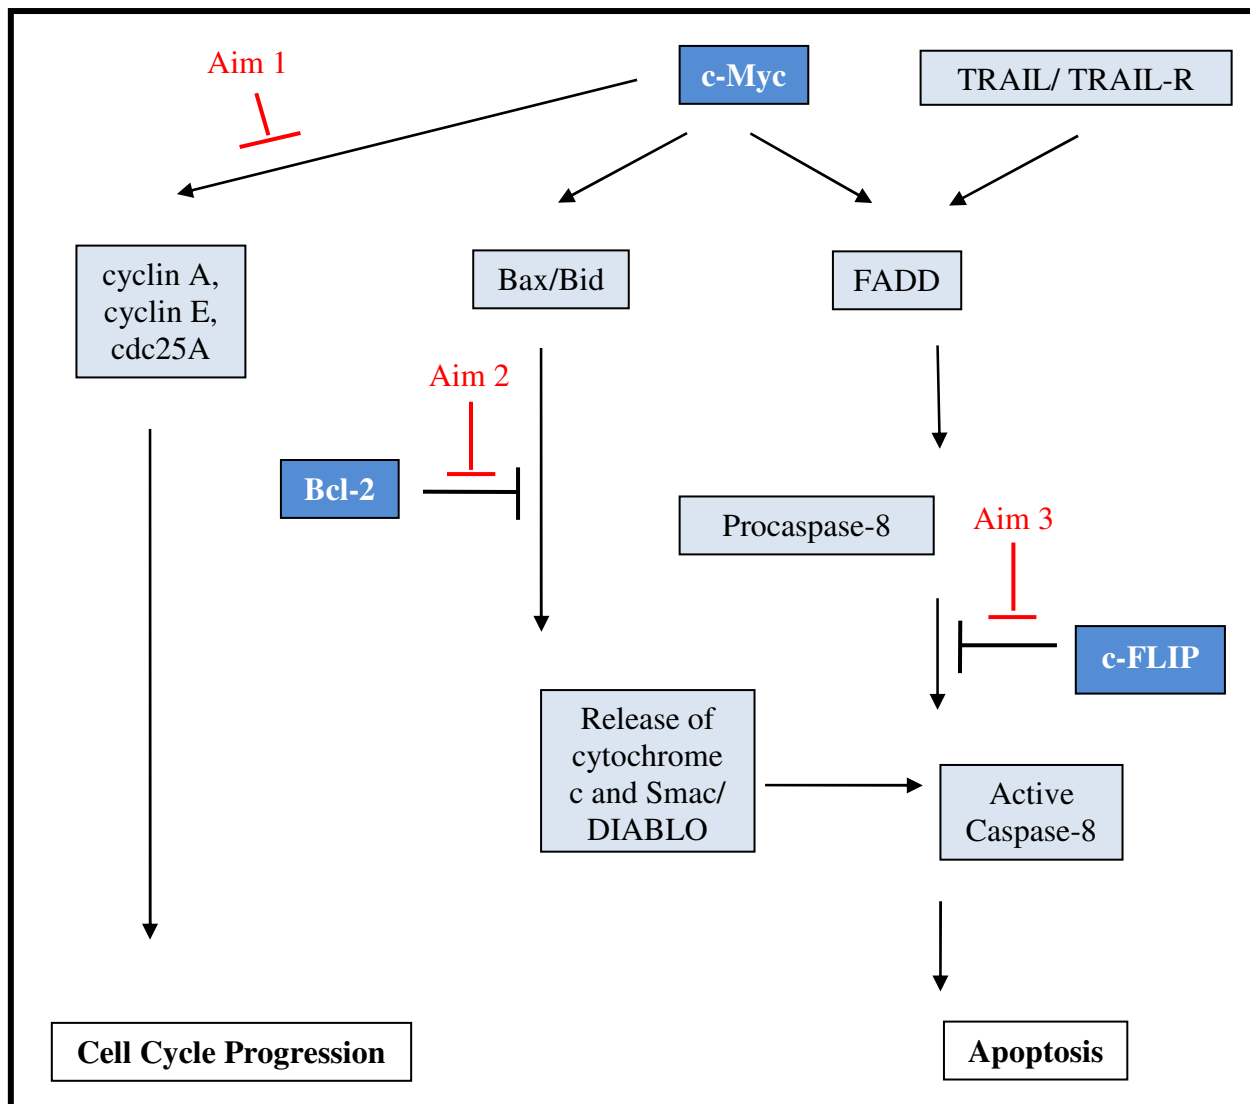 Aim 1
c-Myc
TRAIL/ TRAIL-R
cyclin A,
cyclin E,
cdc25A
Bax/Bid
FADD
Aim 2
Bcl-2
Procaspase-8
Aim 3
c-FLIP
Release of
cytochrome
c and Smac/
DIABLO
Active
Caspase-8
Cell Cycle Progression
Apoptosis